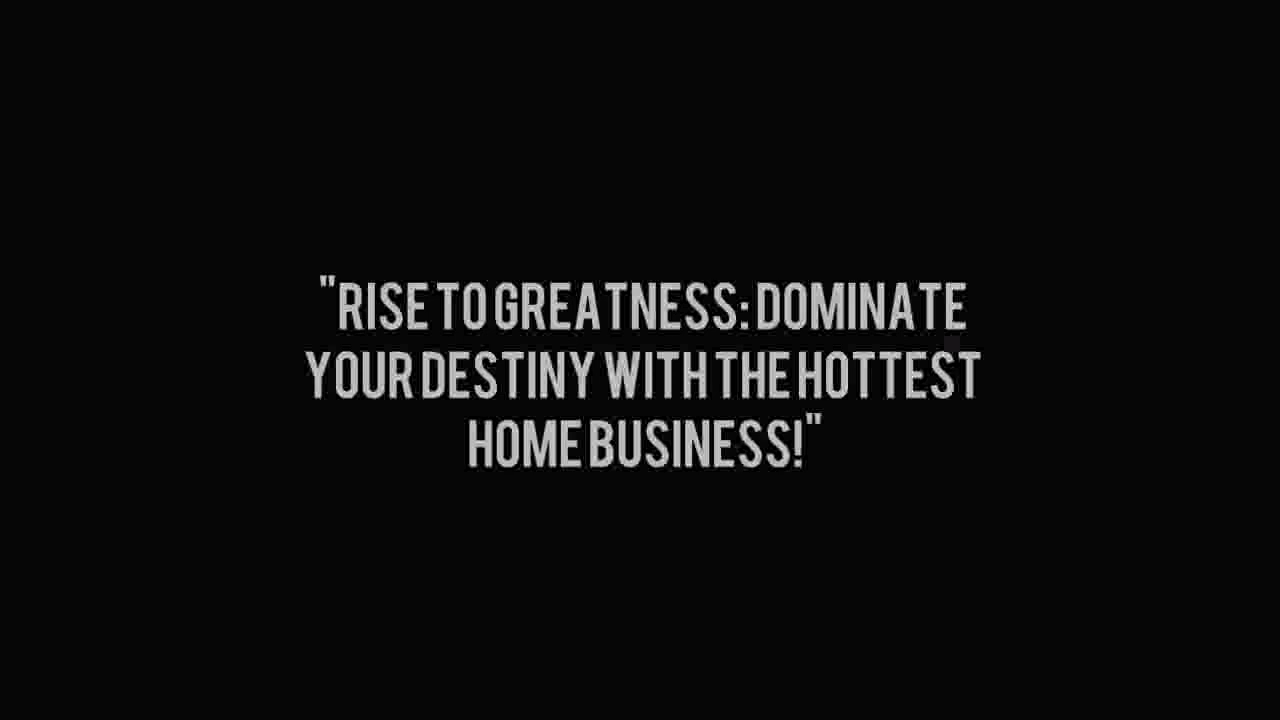 "RISE TO GREATNESS: DOMINATE
YOUR DESTINY WITH THE HOTTEST
HOME BUSINESS!"